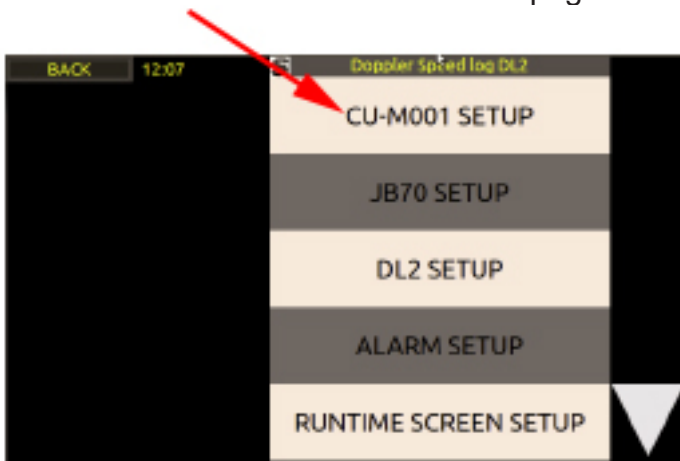 BACK 12:07 Doppler Speed log DL2
CU-M001 SETUP
JB70 SETUP
DL2 SETUP
ALARM SETUP
RUNTIME SCREEN SETUP